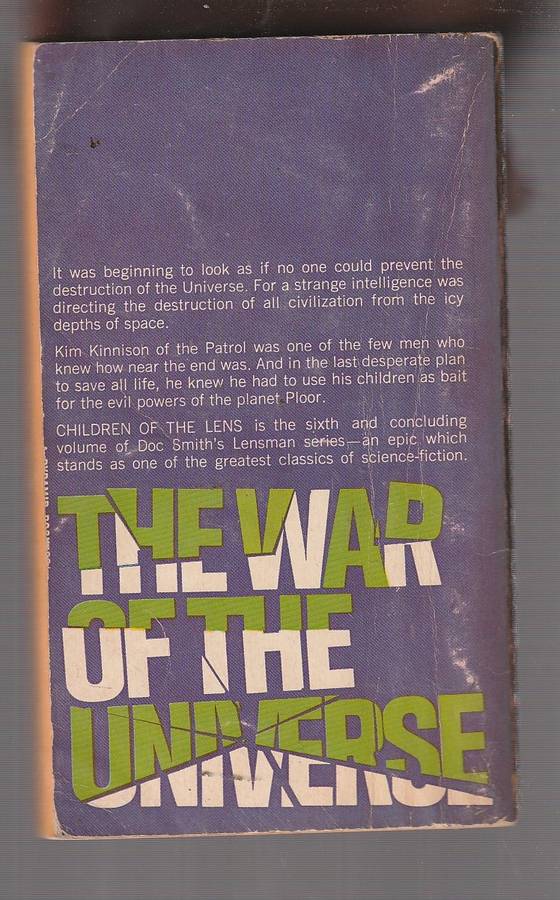 It was beginning to look as if no one could prevent the
destruction of the Universe. For a strange intelligence was
directing the destruction of all civilization from the icy
depths of space.
Kim Kinnison of the Patrol was one of the few men who
knew how near the end was. And in the last desperate plan
to save all life, he knew he had to use his children as bait
for the evil powers of the planet Ploor.
CHILDREN OF THE LENS is the sixth and concluding
volume of Doc Smith's Lensman series—an epic which
stands as one of the greatest classics of science-fiction.
THE WAR
OF THE
UNIVERSE